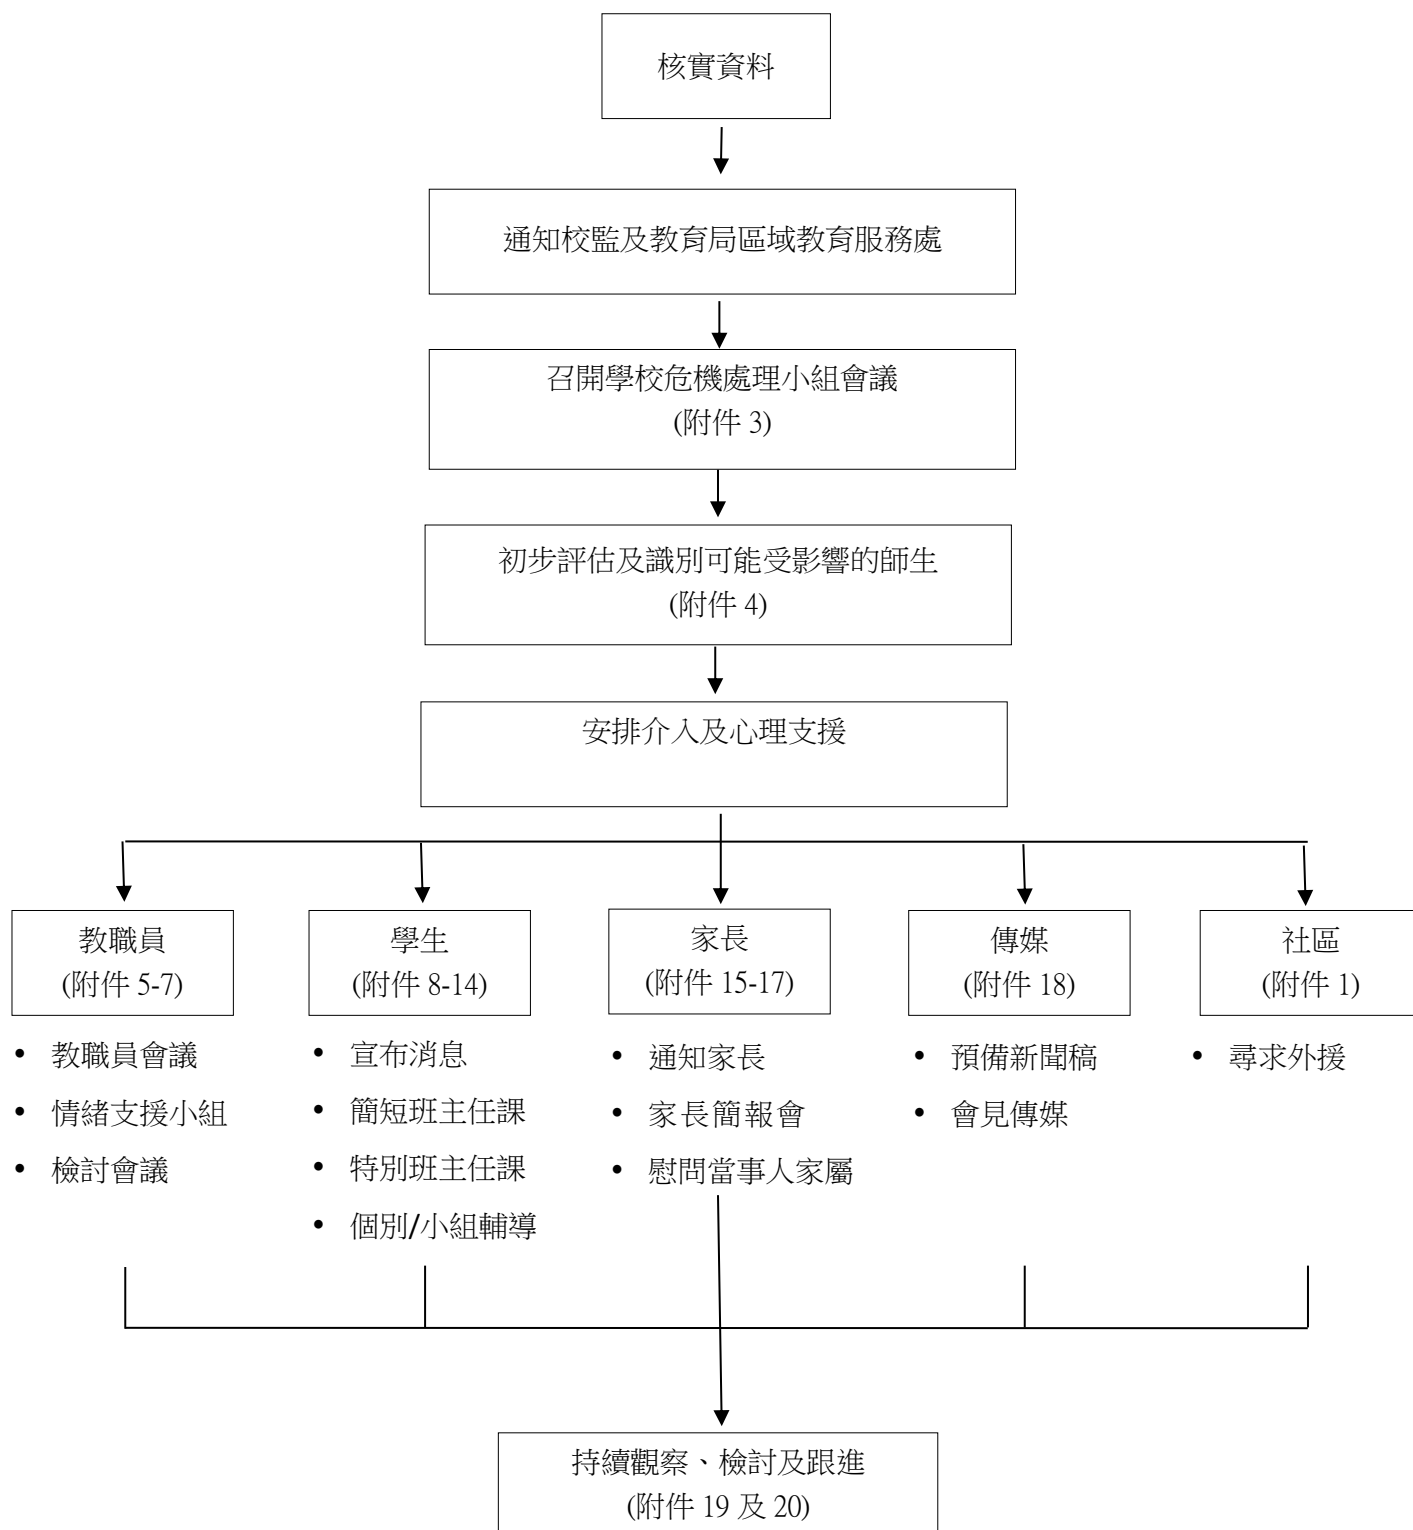 核實資料
通知校監及教育局區域教育服務處
召開學校危機處理小組會議
(附件 3)
初步評估及識別可能受影響的師生
(附件 4)
安排介入及心理支援
教職員
(附件 5-7)
• 教職員會議
• 情緒支援小組
• 檢討會議
學生
(附件 8-14)
• 宣布消息
• 簡短班主任課
• 特別班主任課
• 個別/小組輔導
家長
(附件 15-17)
• 通知家長
• 家長簡報會
• 慰問當事人家屬
傳媒
(附件 18)
• 預備新聞稿
• 會見傳媒
社區
(附件 1)
• 尋求外援
持續觀察、檢討及跟進
(附件 19 及 20)